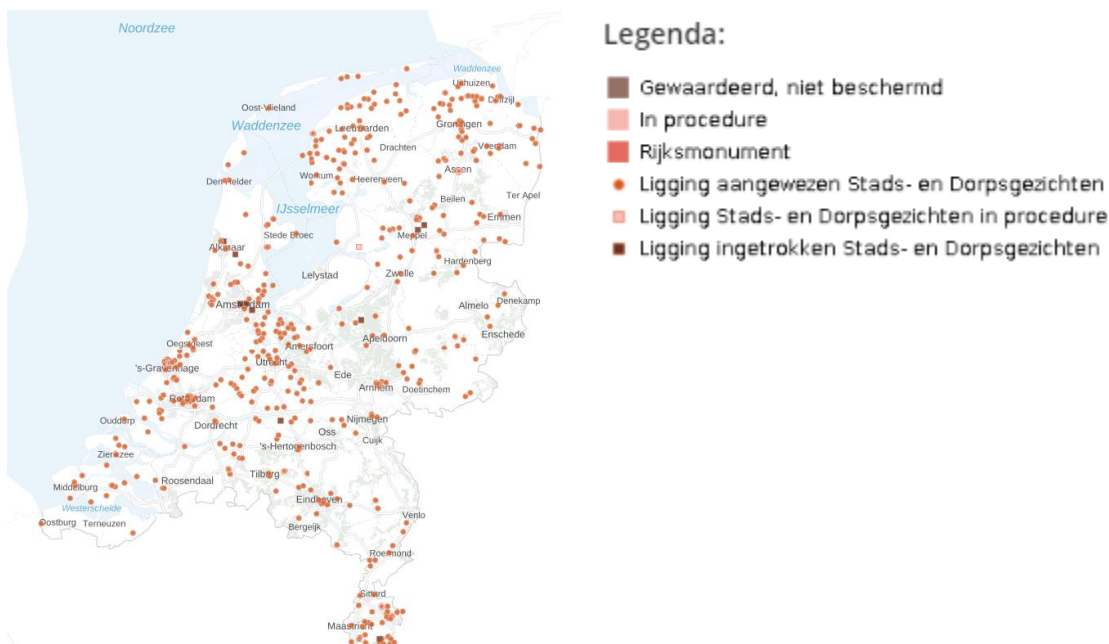 Noordzee
Legenda:
Waddenzee
Uithuizen
Gewaardeerd, niet beschermd
Delfzijl
Oost-Vlieland
In procedure
Waddenzee
Leeuwarden
Groningen
Drachten
Veendam
Rijksmonument
Assen
Den Helder
Workum
Heerenveen
Ligging aangewezen Stads- en Dorpsgezichten
Beilen
Ter Apel
IJsselmeer
Emmen
Ligging Stads- en Dorpsgezichten in procedure
Stede Broec
Meppel
Alkmaar
Ligging ingetrokken Stads- en Dorpsgezichten
Hardenberg
Lelystad
Zwolle
Amsterdam
Almelo
Denekamp
Enschede
Oegstgeest
Amersfoort
Apeldoorn
's-Gravenhage
Utrecht
Ede
Arnhem
Doetinchem
Rotterdam
Ouddorp
Dordrecht
Nijmegen
Oss
Cuijk
's-Hertogenbosch
Zierikzee
Tilburg
Roosendaal
Middelburg
Eindhoven
Westerschelde
Venlo
Oostburg
Terneuzen
Bergeijk
Roermond
Sittard
Maastricht